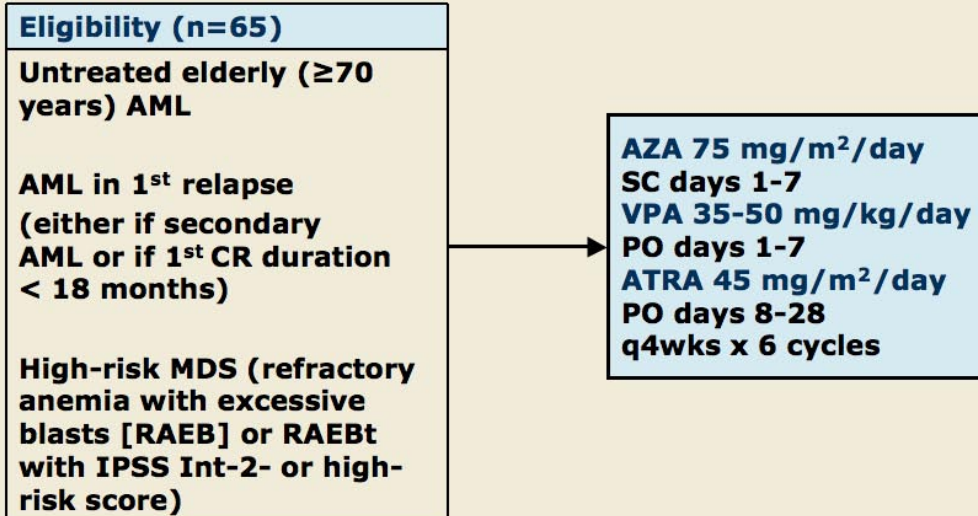 Eligibility (n=65)
Untreated elderly (≥70
years) AML
AML in 1st relapse
(either if secondary
AML or if 1st CR duration
< 18 months)
High-risk MDS (refractory
anemia with excessive
blasts [RAEB] or RAEBt
with IPSS Int-2- or high-
risk score)
AZA 75 mg/m²/day
SC days 1-7
VPA 35-50 mg/kg/day
PO days 1-7
ATRA 45 mg/m²/day
PO days 8-28
q4wks x 6 cycles